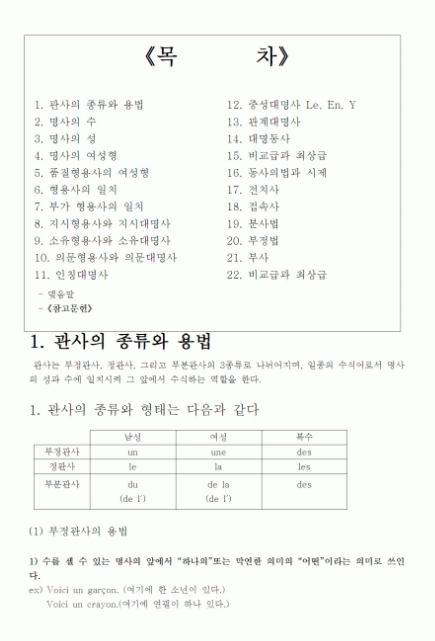 《목 차》
1. 관사의 종류와 용법
2. 명사의 수
3. 명사의 성
4. 명사의 여성형
5. 품질형용사의 여성형
6. 형용사의 일치
7. 부가 형용사의 일치
8. 지시형용사와 지시대명사
9. 소유형용사와 소유대명사
10. 의문형용사와 의문대명사
11. 인칭대명사
12. 중성대명사 Le, En, Y
13. 관계대명사
14. 대명동사
15. 비교급과 최상급
16. 동사의법과 시제
17. 전치사
18. 접속사
19. 분사법
20. 부정법
21. 부사
22. 비교급과 최상급
- 맺음말
- 《참고문헌》
1. 관사의 종류와 용법
관사는 부정관사, 정관사, 그리고 부분관사의 3종류로 나뉘어지며, 일종의 수식어로서 명사
의 성과 수에 일치시켜 그 앞에서 수식하는 역할을 한다.
1. 관사의 종류와 형태는 다음과 같다
남성 여성 복수
부정관사 un une des
정관사 le la les
부분관사 du de la des
(de l') (de l')
(1) 부정관사의 용법
1) 수를 셀 수 있는 명사의 앞에서 "하나의"또는 막연한 의미의 "어떤"이라는 의미로 쓰인
다.
ex) Voici un garçon. (여기에 한 소년이 있다.)
Voici un crayon.(여기에 연필이 하나 있다.)